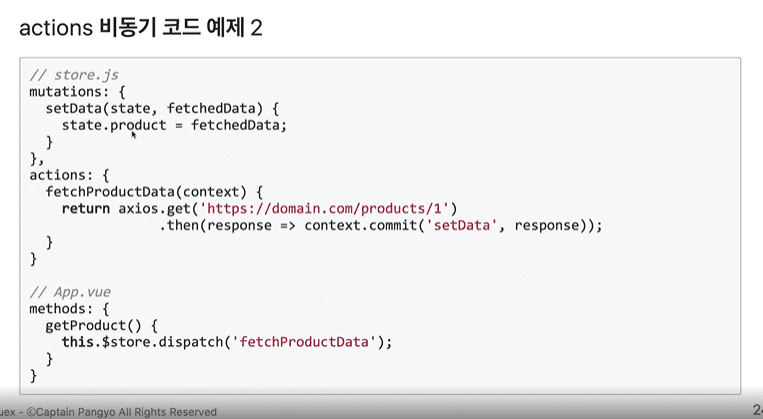 actions 비동기 코드 예제 2
// store.js
mutations: {
  setData(state, fetchedData) {
    state.product = fetchedData;
  }
},
actions: {
  fetchProductData(context) {
    return axios.get('https://domain.com/products/1')
                .then(response => context.commit('setData', response));
  }
}
// App.vue
methods: {
  getProduct() {
    this.$store.dispatch('fetchProductData');
  }
}
©Captain Pangyo All Rights Reserved